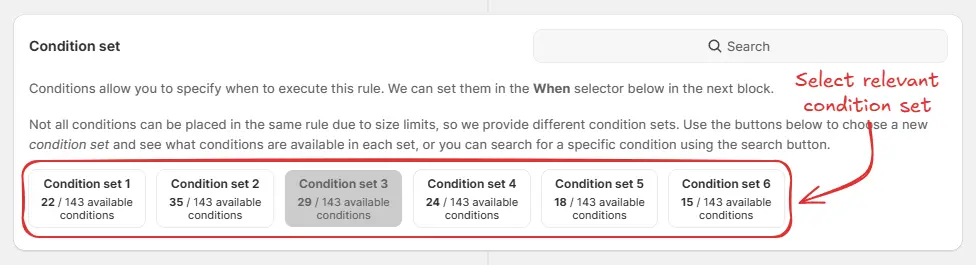 Condition set
Search
Conditions allow you to specify when to execute this rule. We can set them in the When selector below in the next block.
Select relevant
condition set
Not all conditions can be placed in the same rule due to size limits, so we provide different condition sets. Use the buttons below to choose a new
condition set and see what conditions are available in each set, or you can search for a specific condition using the search button.
Condition set 1
22 / 143 available
conditions
Condition set 2
35 / 143 available
conditions
Condition set 3
29 / 143 available
conditions
Condition set 4
24 / 143 available
conditions
Condition set 5
18 / 143 available
conditions
Condition set 6
15 / 143 available
conditions